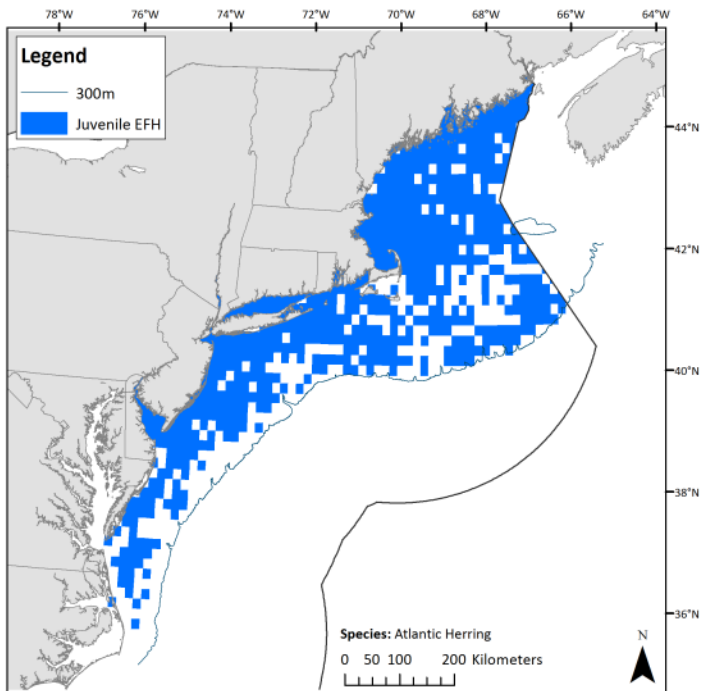 78°W 76°W 74°W 72°W 70°W 68°W 66°W 64°W
Legend
300m
Juvenile EFH
44°N
42°N
40°N
38°N
36°N
Species: Atlantic Herring
N
0 50 100 200 Kilometers